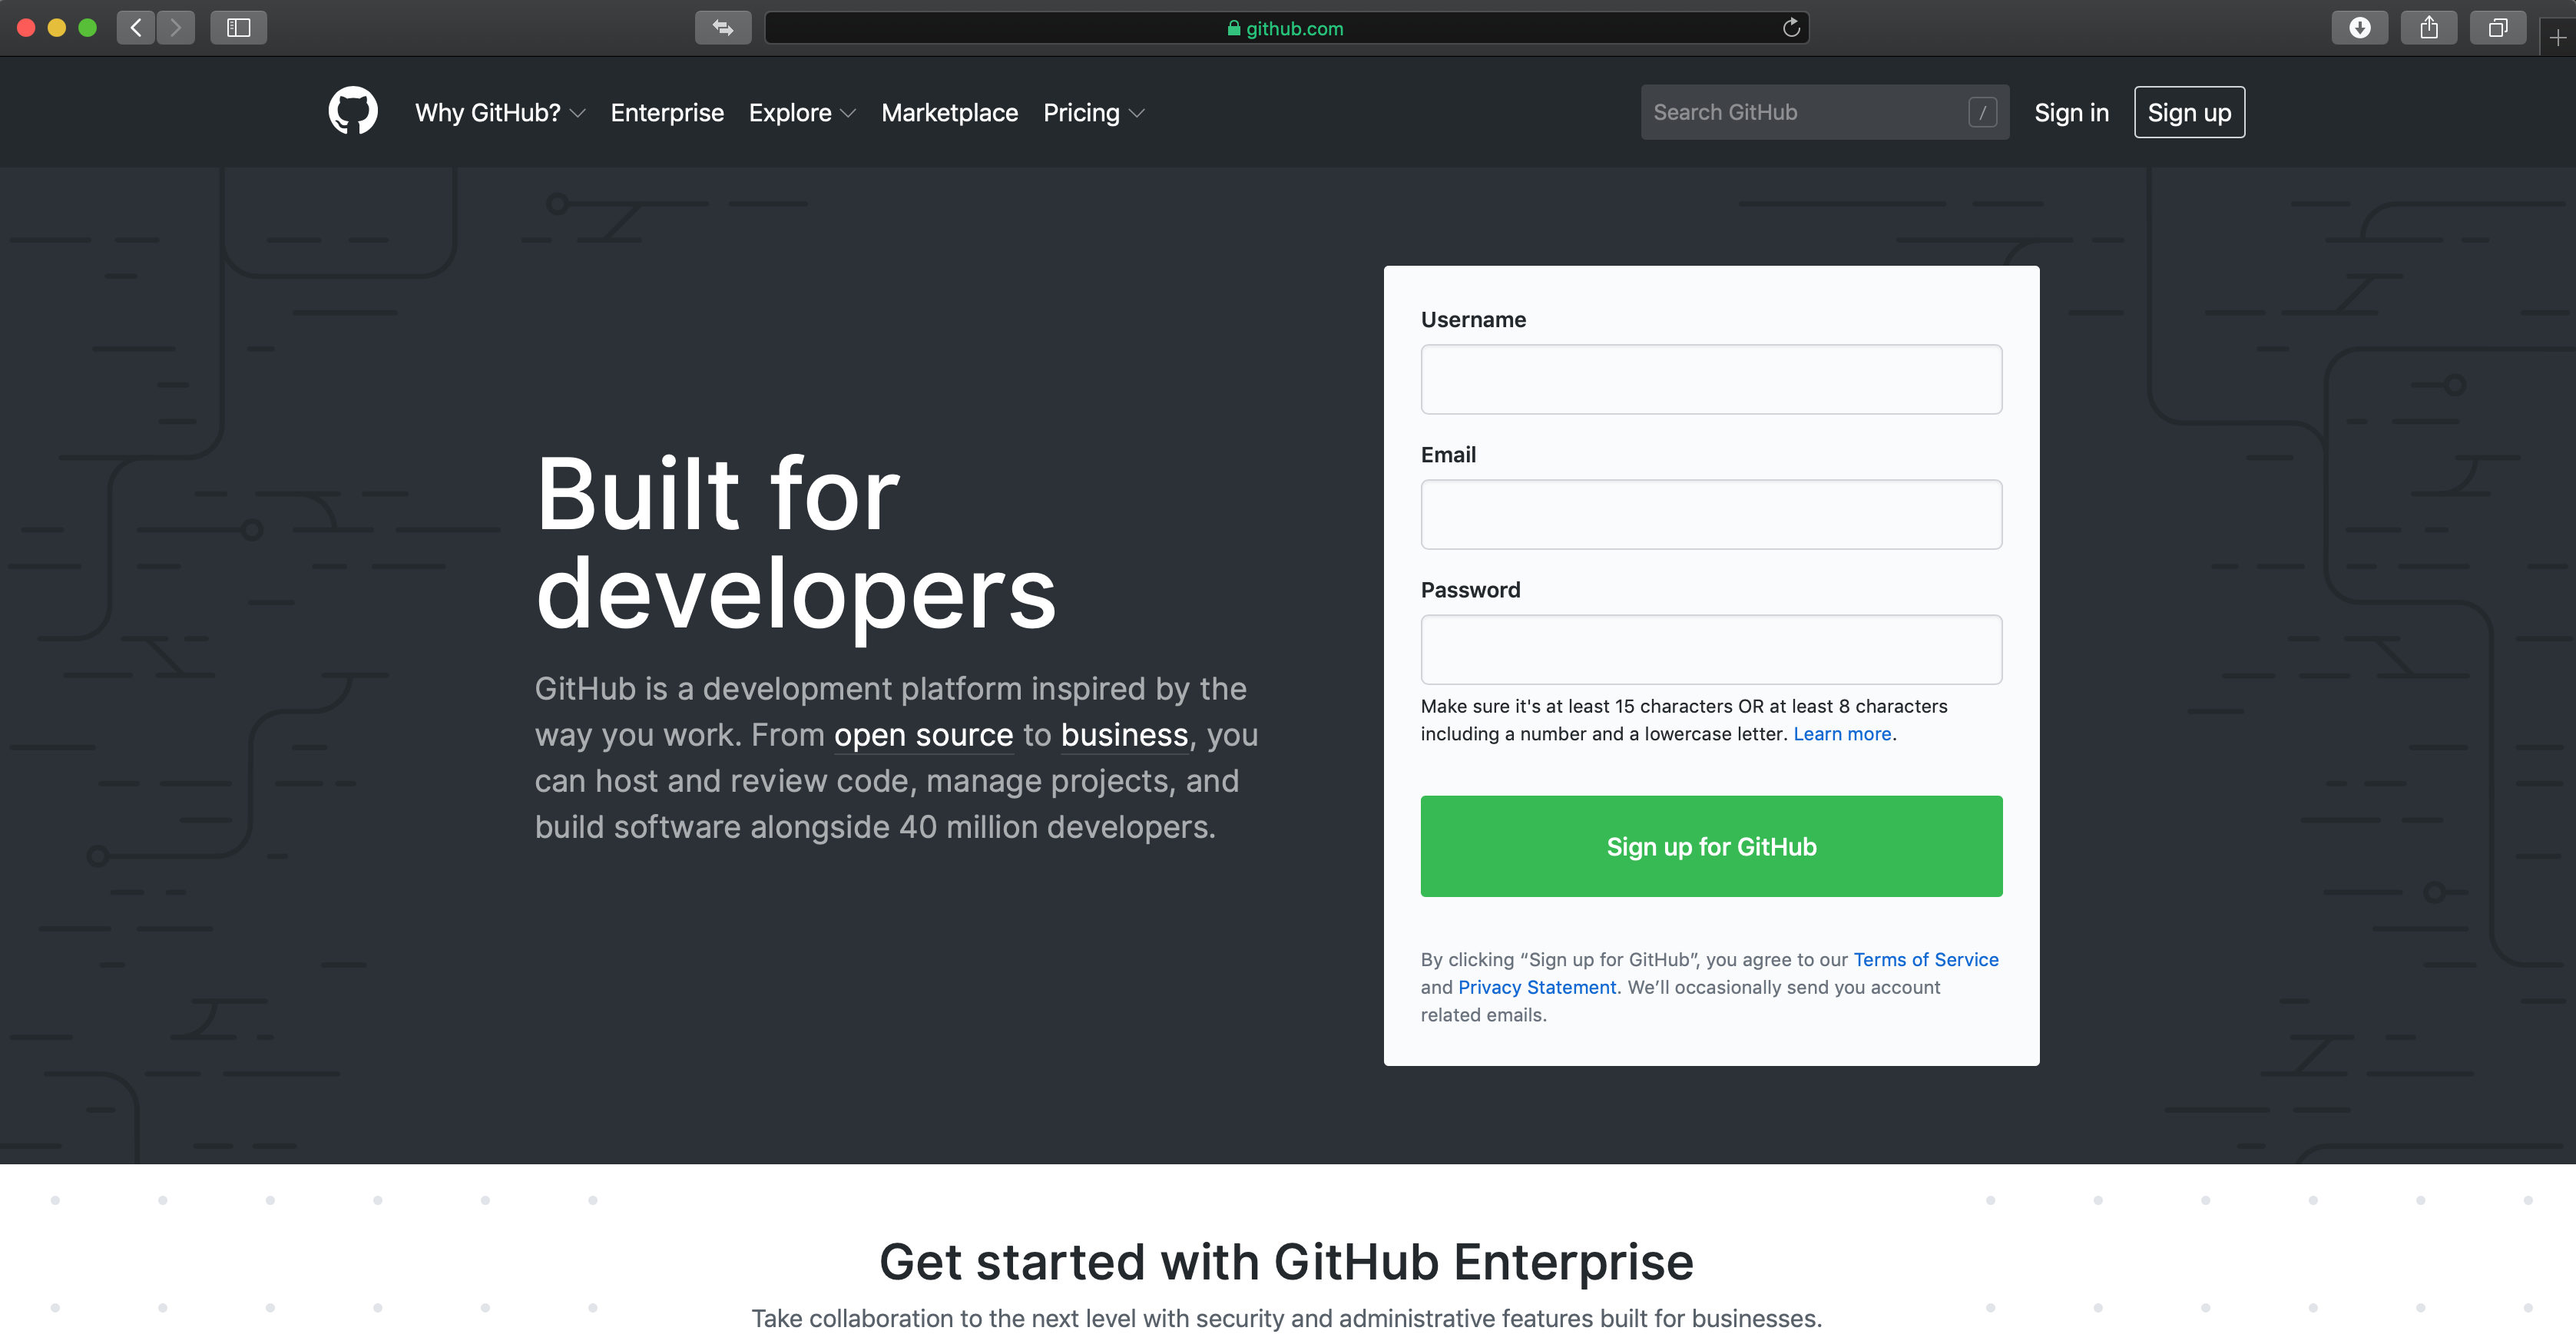 github.com
Why GitHub? Enterprise Explore Marketplace Pricing
Search GitHub /
Sign in
Sign up
Built for
developers
GitHub is a development platform inspired by the
way you work. From open source to business, you
can host and review code, manage projects, and
build software alongside 40 million developers.
Username
Email
Password
Make sure it's at least 15 characters OR at least 8 characters
including a number and a lowercase letter. Learn more.
Sign up for GitHub
By clicking “Sign up for GitHub”, you agree to our Terms of Service
and Privacy Statement. We’ll occasionally send you account
related emails.
Get started with GitHub Enterprise
Take collaboration to the next level with security and administrative features built for businesses.